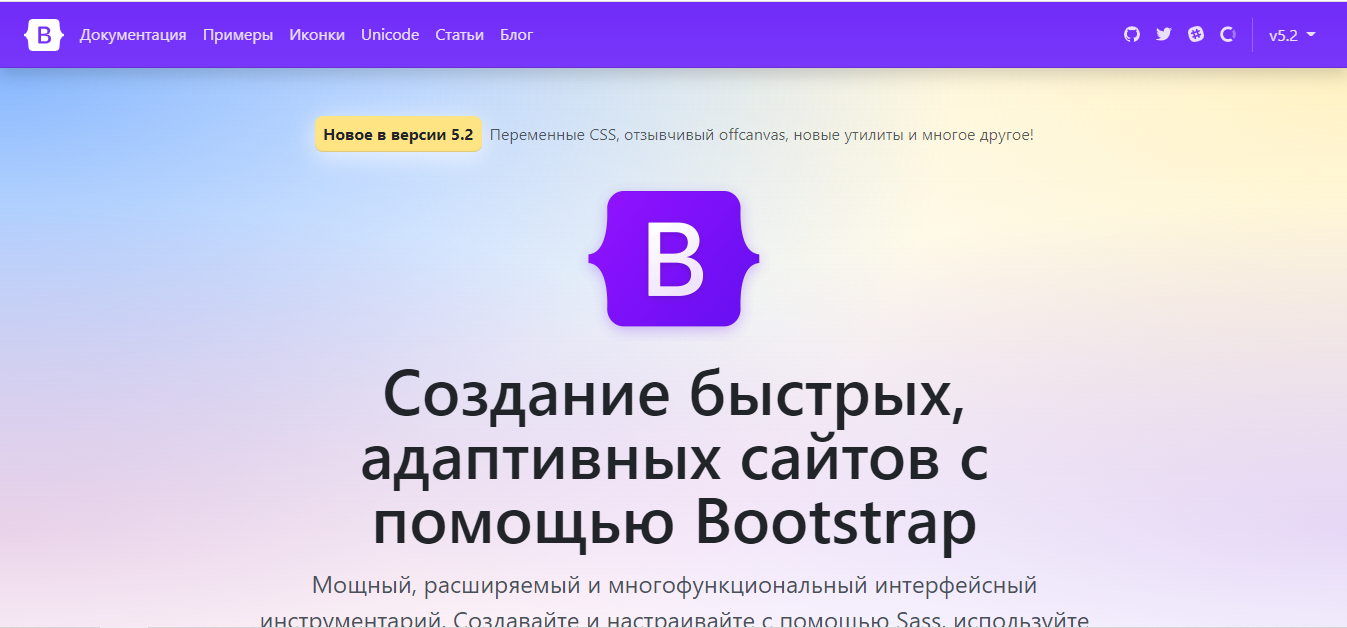 B Документация Примеры Иконки Unicode Статьи Блог v5.2
Новое в версии 5.2 Переменные CSS, отзывчивый offcanvas, новые утилиты и многое другое!
B
Создание быстрых,
адаптивных сайтов с
помощью Bootstrap
Мощный, расширяемый и многофункциональный интерфейсный
инструментарий. Создавайте и настраивайте с помощью Sass, используйте